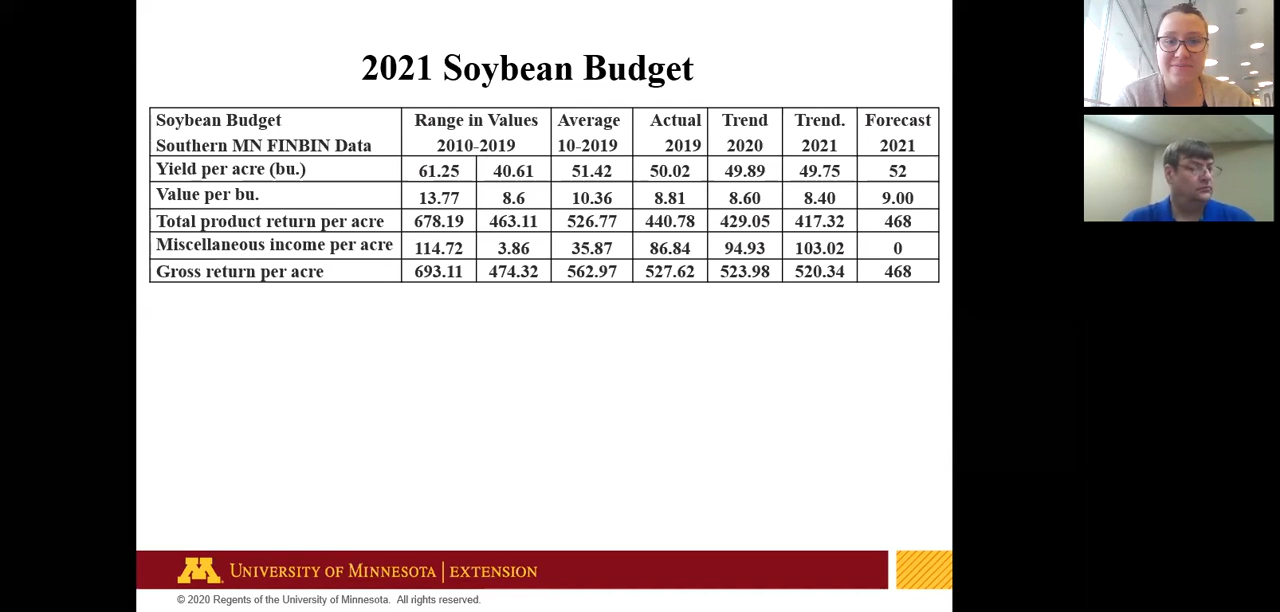 2021 Soybean Budget
Soybean Budget Range in Values Average Actual Trend Trend. Forecast
Southern MN FINBIN Data 2010-2019 10-2019 2019 2020 2021 2021
Yield per acre (bu.) 61.25 40.61 51.42 50.02 49.89 49.75 52
Value per bu. 13.77 8.6 10.36 8.81 8.60 8.40 9.00
Total product return per acre 678.19 463.11 526.77 440.78 429.05 417.32 468
Miscellaneous income per acre 114.72 3.86 35.87 86.84 94.93 103.02 0
Gross return per acre 693.11 474.32 562.97 527.62 523.98 520.34 468
M UNIVERSITY OF MINNESOTA | EXTENSION
© 2020 Regents of the University of Minnesota. All rights reserved.